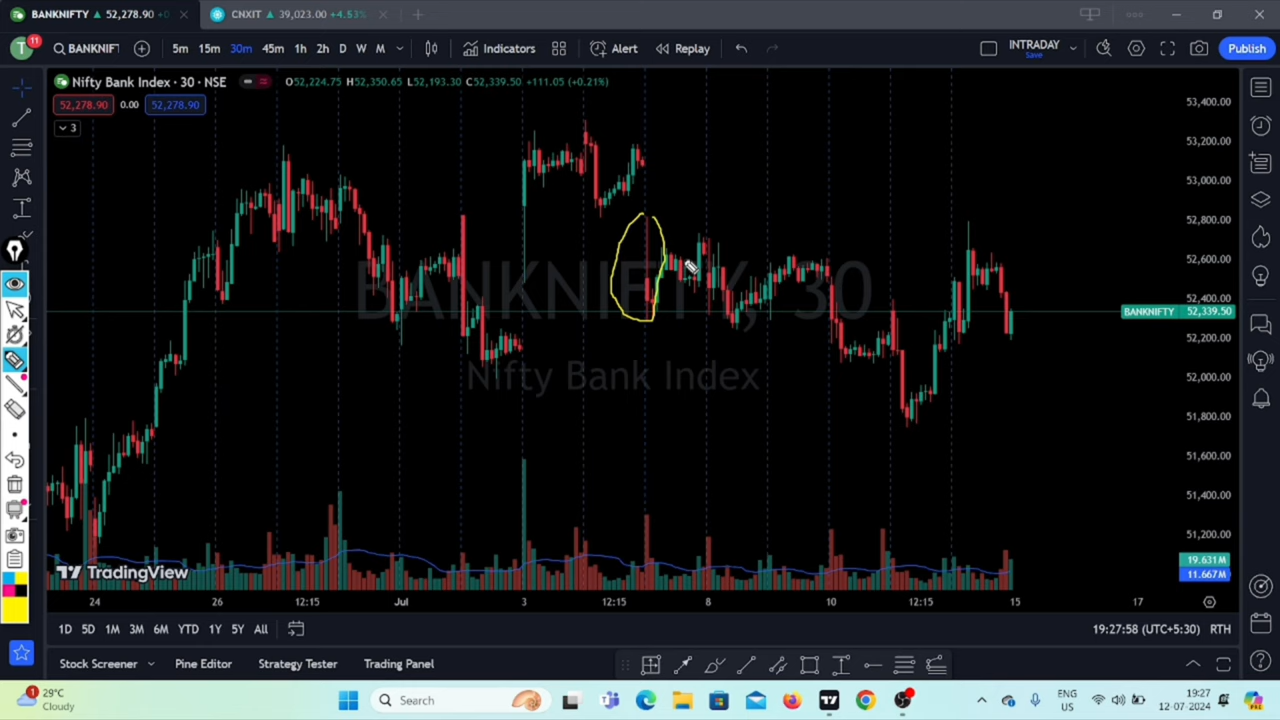 BANKNIFTY ▲ 52,278.90 +0. CNXIT ▲ 39,023.00 +4.53%
T 11 BANKNIFT 5m 15m 30m 45m 1h 2h D W M Indicators Alert Replay INTRADAY Save Publish
Nifty Bank Index · 30 · NSE O52,224.75 H52,350.65 L52,193.30 C52,339.50 +111.05 (+0.21%)
52,278.90 0.00 52,278.90
3
53,400.00
53,200.00
53,000.00
52,800.00
52,600.00
BANKNIFTY, 30
52,400.00
BANKNIFTY 52,339.50
52,200.00
Nifty Bank Index
52,000.00
51,800.00
51,600.00
51,400.00
51,200.00
19.631M
TradingView
11.667M
24 26 12:15 Jul 3 12:15 8 10 12:15 15 17
1D 5D 1M 3M 6M YTD 1Y 5Y All 19:27:58 (UTC+5:30) RTH
Stock Screener Pine Editor Strategy Tester Trading Panel
1 29°C Search ENG 19:27
Cloudy US 12-07-2024